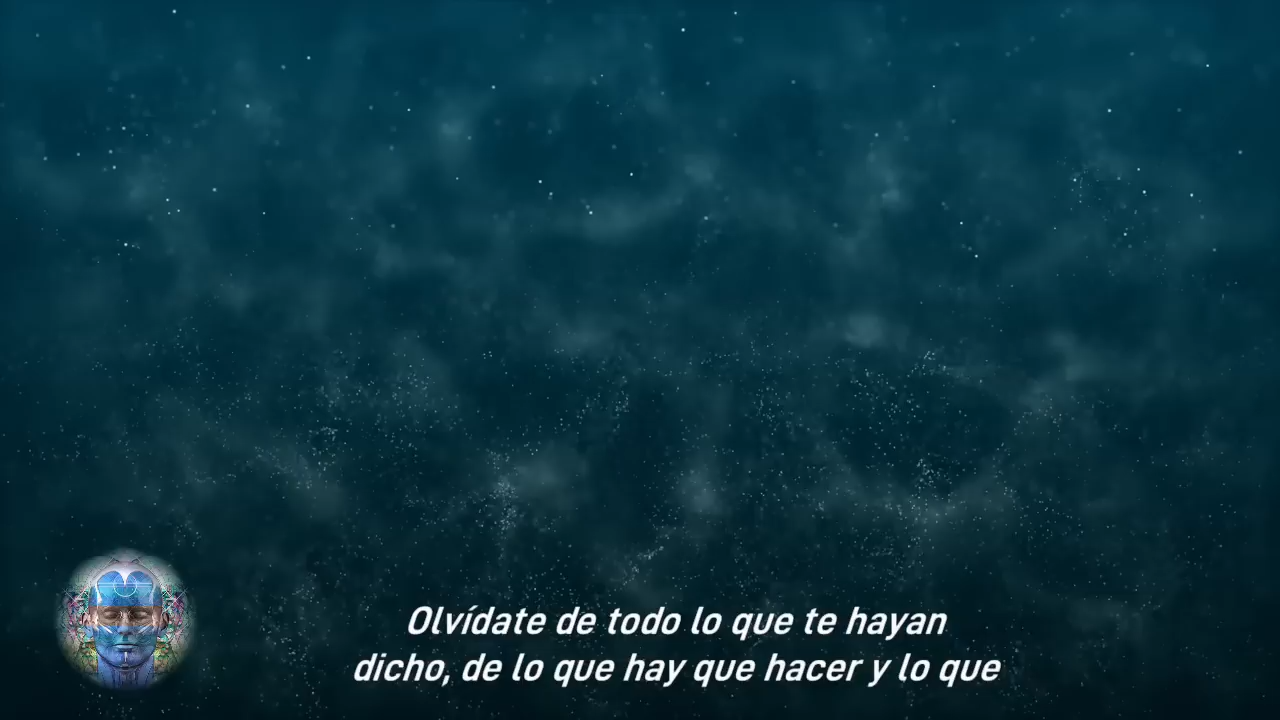 Olvídate de todo lo que te hayan
dicho, de lo que hay que hacer y lo que